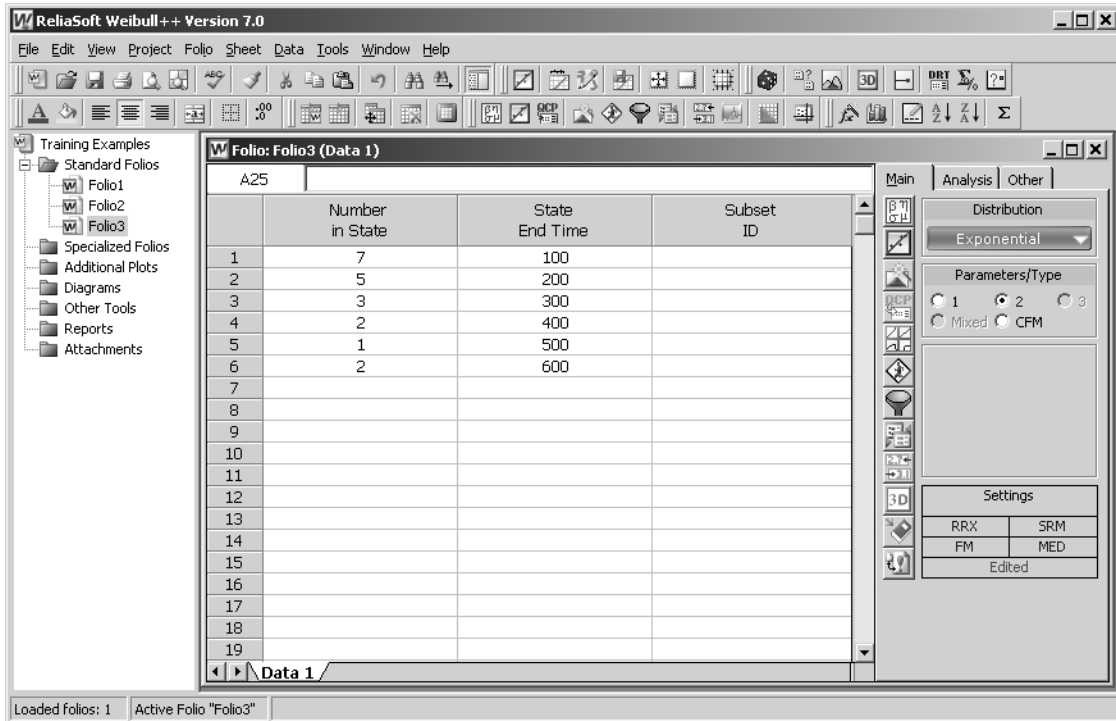 ReliaSoft Weibull++ Version 7.0
File Edit View Project Folio Sheet Data Tools Window Help
Training Examples
Standard Folios
Folio1
Folio2
Folio3
Specialized Folios
Additional Plots
Diagrams
Other Tools
Reports
Attachments
Folio: Folio3 (Data 1)
A25
Number in State State End Time Subset ID
1 7 100
2 5 200
3 3 300
4 2 400
5 1 500
6 2 600
7
8
9
10
11
12
13
14
15
16
17
18
19
Data 1
Main Analysis Other
Distribution
Exponential
Parameters/Type
1 2 3
Mixed CFM
QCP
3D
Settings
RRX SRM
FM MED
Edited
Loaded folios: 1 Active Folio "Folio3"